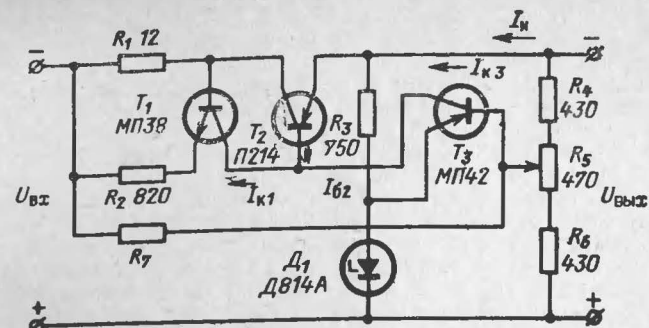 − Iн −
R1 12
Iк3
R4 430
T1 МП38
T2 П214
R3 750
T3 МП42
R5 470
Uвх
R2 820
Iк1
Iб2
Uвых
R7
R6 430
Д1 Д814А
+ +